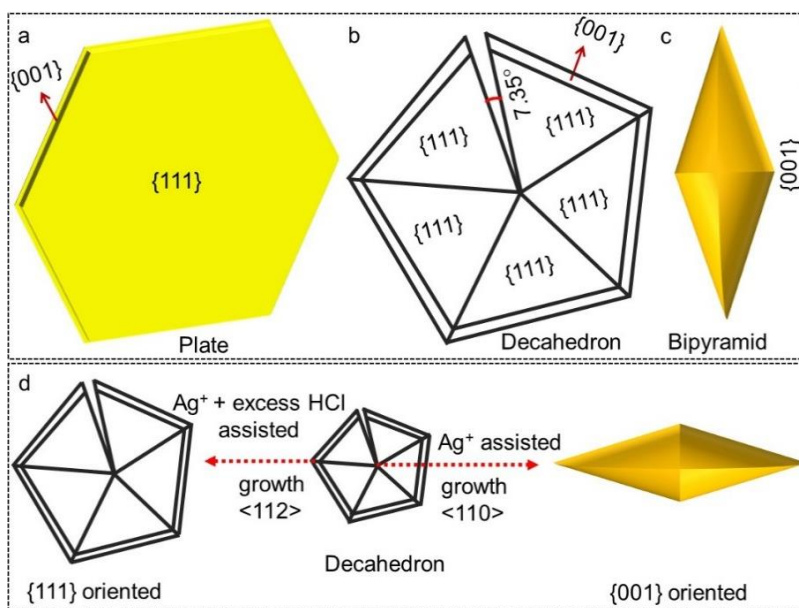 a
{001}
{111}
Plate
b
{001}
7.35°
{111}
{111}
{111}
{111}
{111}
Decahedron
c
{001}
Bipyramid
d
Ag⁺ + excess HCl
assisted
growth
<112>
{111} oriented
Ag⁺ assisted
growth
<110>
Decahedron
{001} oriented